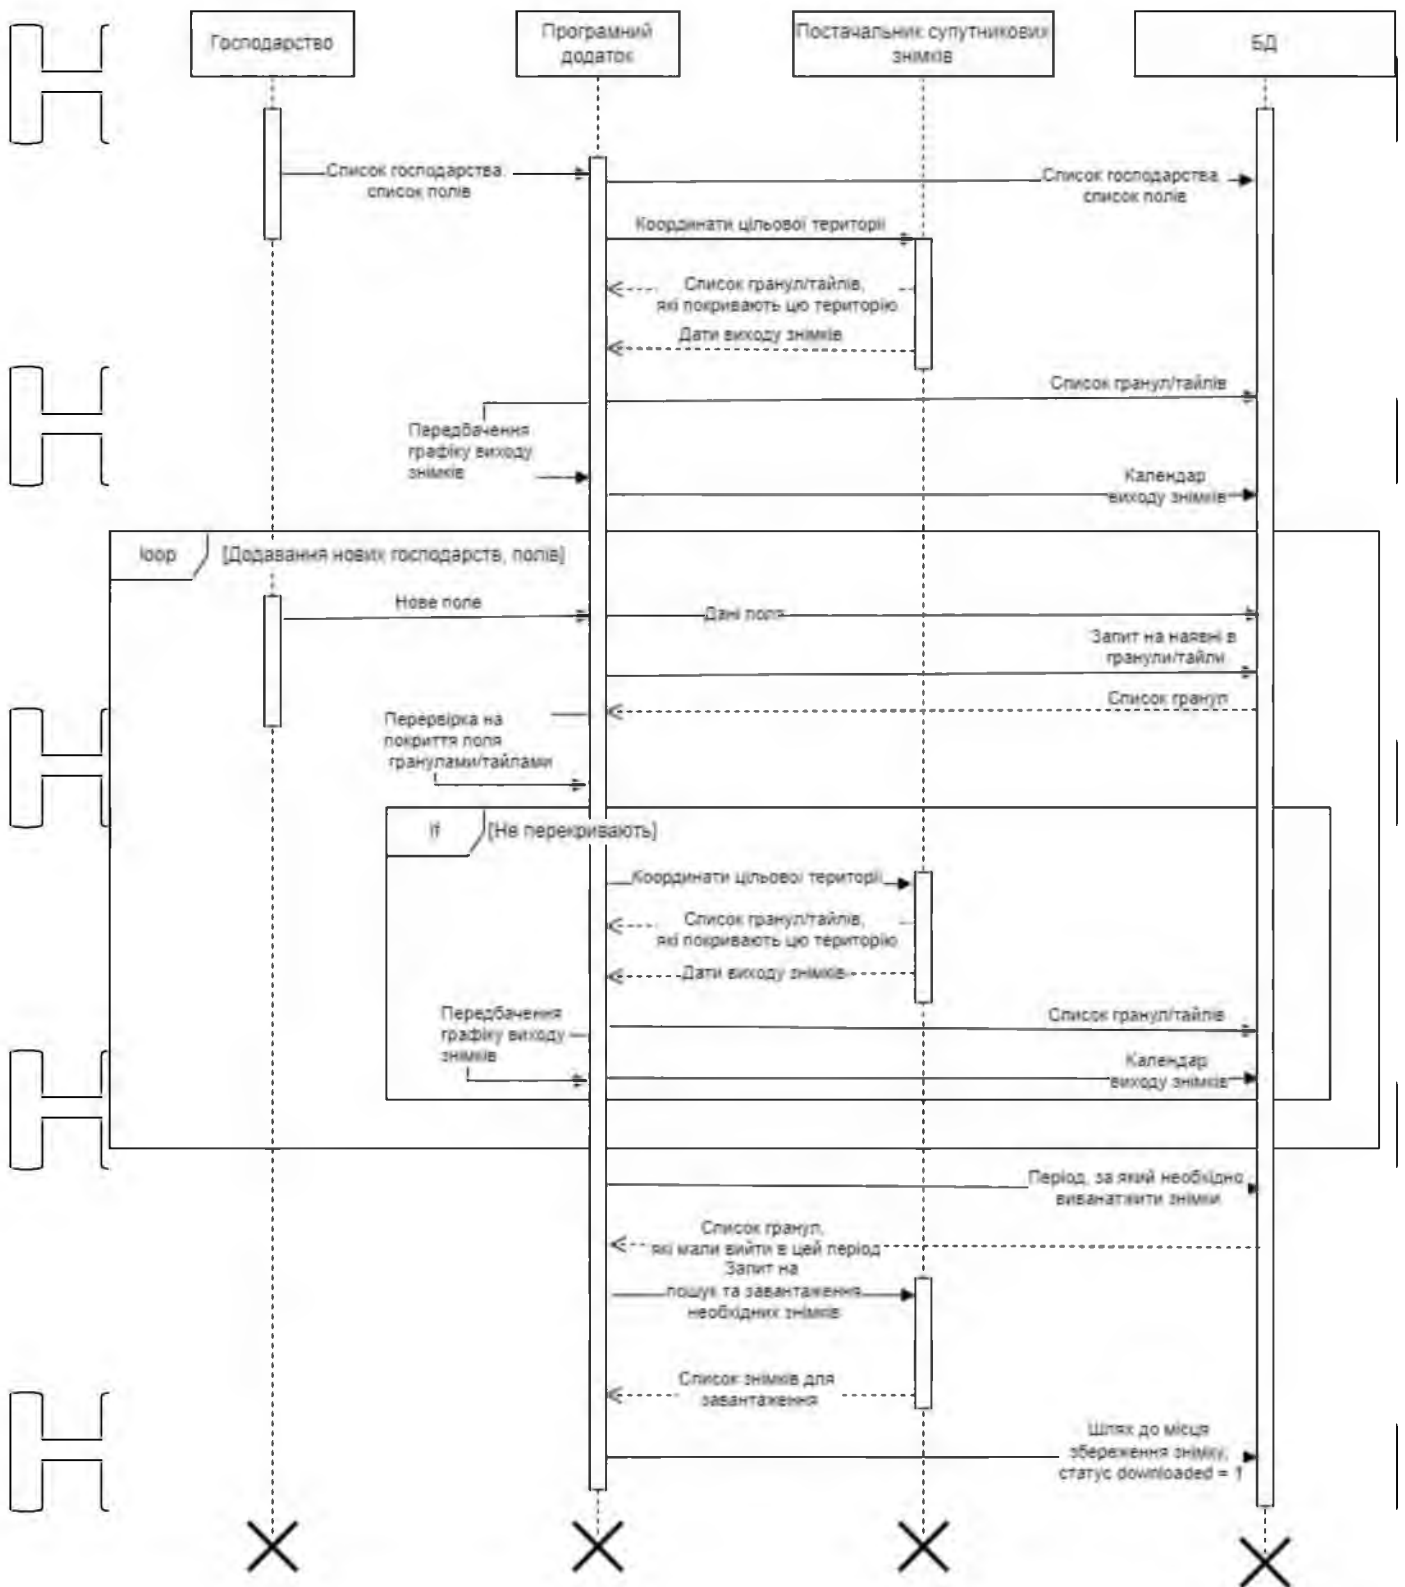 Господарство
Програмний
додаток
Постачальник супутникових
знімків
БД
Список господарства
список полів
Список господарства
список полів
Координати цільової території
Список гранул/тайлів,
які покривають цю територію
Дати виходу знімків
Список гранул/тайлів
Передбачення
графіку виходу
знімків
Календар
виходу знімків
loop
[Додавання нових господарств, полів]
Нове поле
Дані поля
Запит на наявні в
гранули/тайли
Список гранул
Перервірка на
покриття поля
гранулами/тайлами
If
[Не перекривають]
Координати цільової території
Список гранул/тайлів,
які покривають цю територію
Дати виходу знімків
Передбачення
графіку виходу
знімків
Список гранул/тайлів
Календар
виходу знімків
Період, за який необхідно
виванатжити знімки
Список гранул,
які мали вийти в цей період
Запит на
пошук та завантаження
необхідних знімків
Список знімків для
завантаження
Шлях до місця
збереження знімку,
статус downloaded = 1